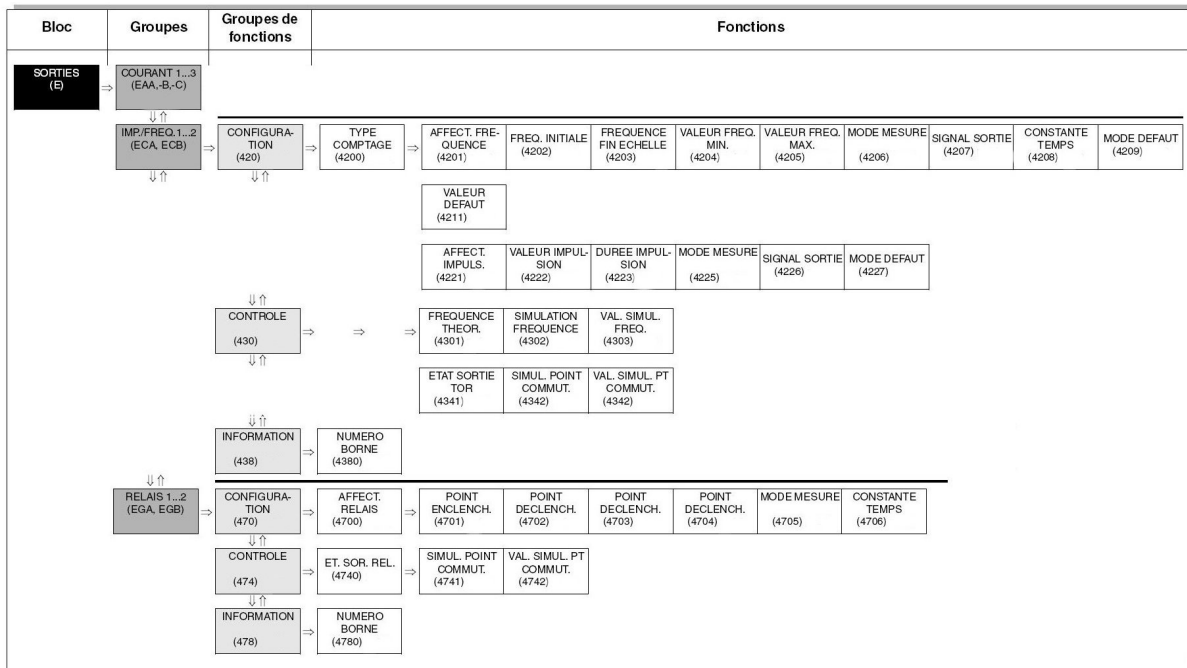 Bloc
Groupes
Groupes de
fonctions
Fonctions
SORTIES
(E)
⇒
COURANT 1...3
(EAA,-B,-C)
⇓⇑
IMP./FREQ.1...2
(ECA, ECB)
⇒
CONFIGURA-
TION
(420)
⇒
TYPE
COMPTAGE
(4200)
⇒
AFFECT. FRE-
QUENCE
(4201)
FREQ. INITIALE
(4202)
FREQUENCE
FIN ECHELLE
(4203)
VALEUR FREQ.
MIN.
(4204)
VALEUR FREQ.
MAX.
(4205)
MODE MESURE
(4206)
SIGNAL SORTIE
(4207)
CONSTANTE
TEMPS
(4208)
MODE DEFAUT
(4209)
⇓⇑
⇓⇑
VALEUR
DEFAUT
(4211)
AFFECT.
IMPULS.
(4221)
VALEUR IMPUL-
SION
(4222)
DUREE IMPUL-
SION
(4223)
MODE MESURE
(4225)
SIGNAL SORTIE
(4226)
MODE DEFAUT
(4227)
⇓⇑
CONTROLE
(430)
⇒
⇒
⇒
FREQUENCE
THEOR.
(4301)
SIMULATION
FREQUENCE
(4302)
VAL. SIMUL.
FREQ.
(4303)
⇓⇑
ETAT SORTIE
TOR
(4341)
SIMUL. POINT
COMMUT.
(4342)
VAL. SIMUL. PT
COMMUT.
(4342)
⇓⇑
INFORMATION
(438)
⇒
NUMERO
BORNE
(4380)
⇓⇑
RELAIS 1...2
(EGA, EGB)
⇒
CONFIGURA-
TION
(470)
⇒
AFFECT.
RELAIS
(4700)
⇒
POINT
ENCLENCH.
(4701)
POINT
DECLENCH.
(4702)
POINT
DECLENCH.
(4703)
POINT
DECLENCH.
(4704)
MODE MESURE
(4705)
CONSTANTE
TEMPS
(4706)
⇓⇑
CONTROLE
(474)
⇒
ET. SOR. REL.
(4740)
⇒
SIMUL. POINT
COMMUT.
(4741)
VAL. SIMUL. PT
COMMUT.
(4742)
⇓⇑
INFORMATION
(478)
⇒
NUMERO
BORNE
(4780)